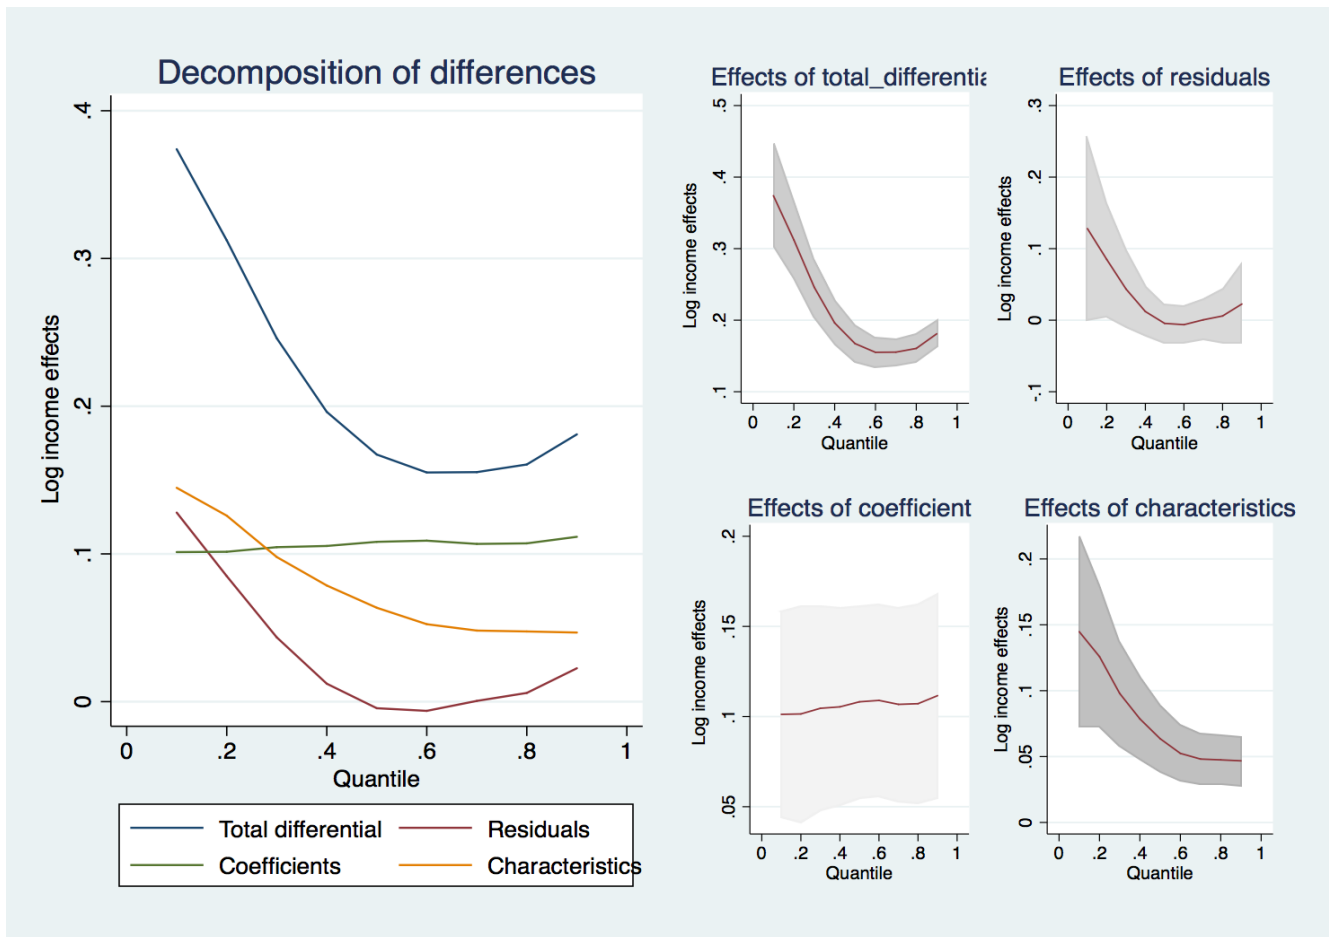 Decomposition of differences
Log income effects
.4
.3
.2
.1
0
0 .2 .4 .6 .8 1
Quantile
Total differential Residuals
Coefficients Characteristics
Effects of total_differentia
Log income effects
.5
.4
.3
.2
.1
0 .2 .4 .6 .8 1
Quantile
Effects of residuals
Log income effects
.3
.2
.1
0
-.1
0 .2 .4 .6 .8 1
Quantile
Effects of coefficient
Log income effects
.2
.15
.1
.05
0 .2 .4 .6 .8 1
Quantile
Effects of characteristics
Log income effects
.2
.15
.1
.05
0
0 .2 .4 .6 .8 1
Quantile